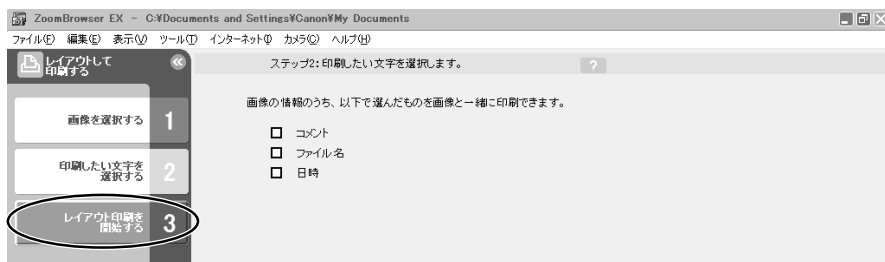 ZoomBrowser EX - C:¥Documents and Settings¥Canon¥My Documents
ファイル(F) 編集(E) 表示(V) ツール(T) インターネット(I) カメラ(C) ヘルプ(H)
レイアウトして
印刷する
ステップ2:印刷したい文字を選択します。
?
画像の情報のうち、以下で選んだものを画像と一緒に印刷できます。
画像を選択する 1
コメント
ファイル名
日時
印刷したい文字を
選択する 2
レイアウト印刷を
開始する 3